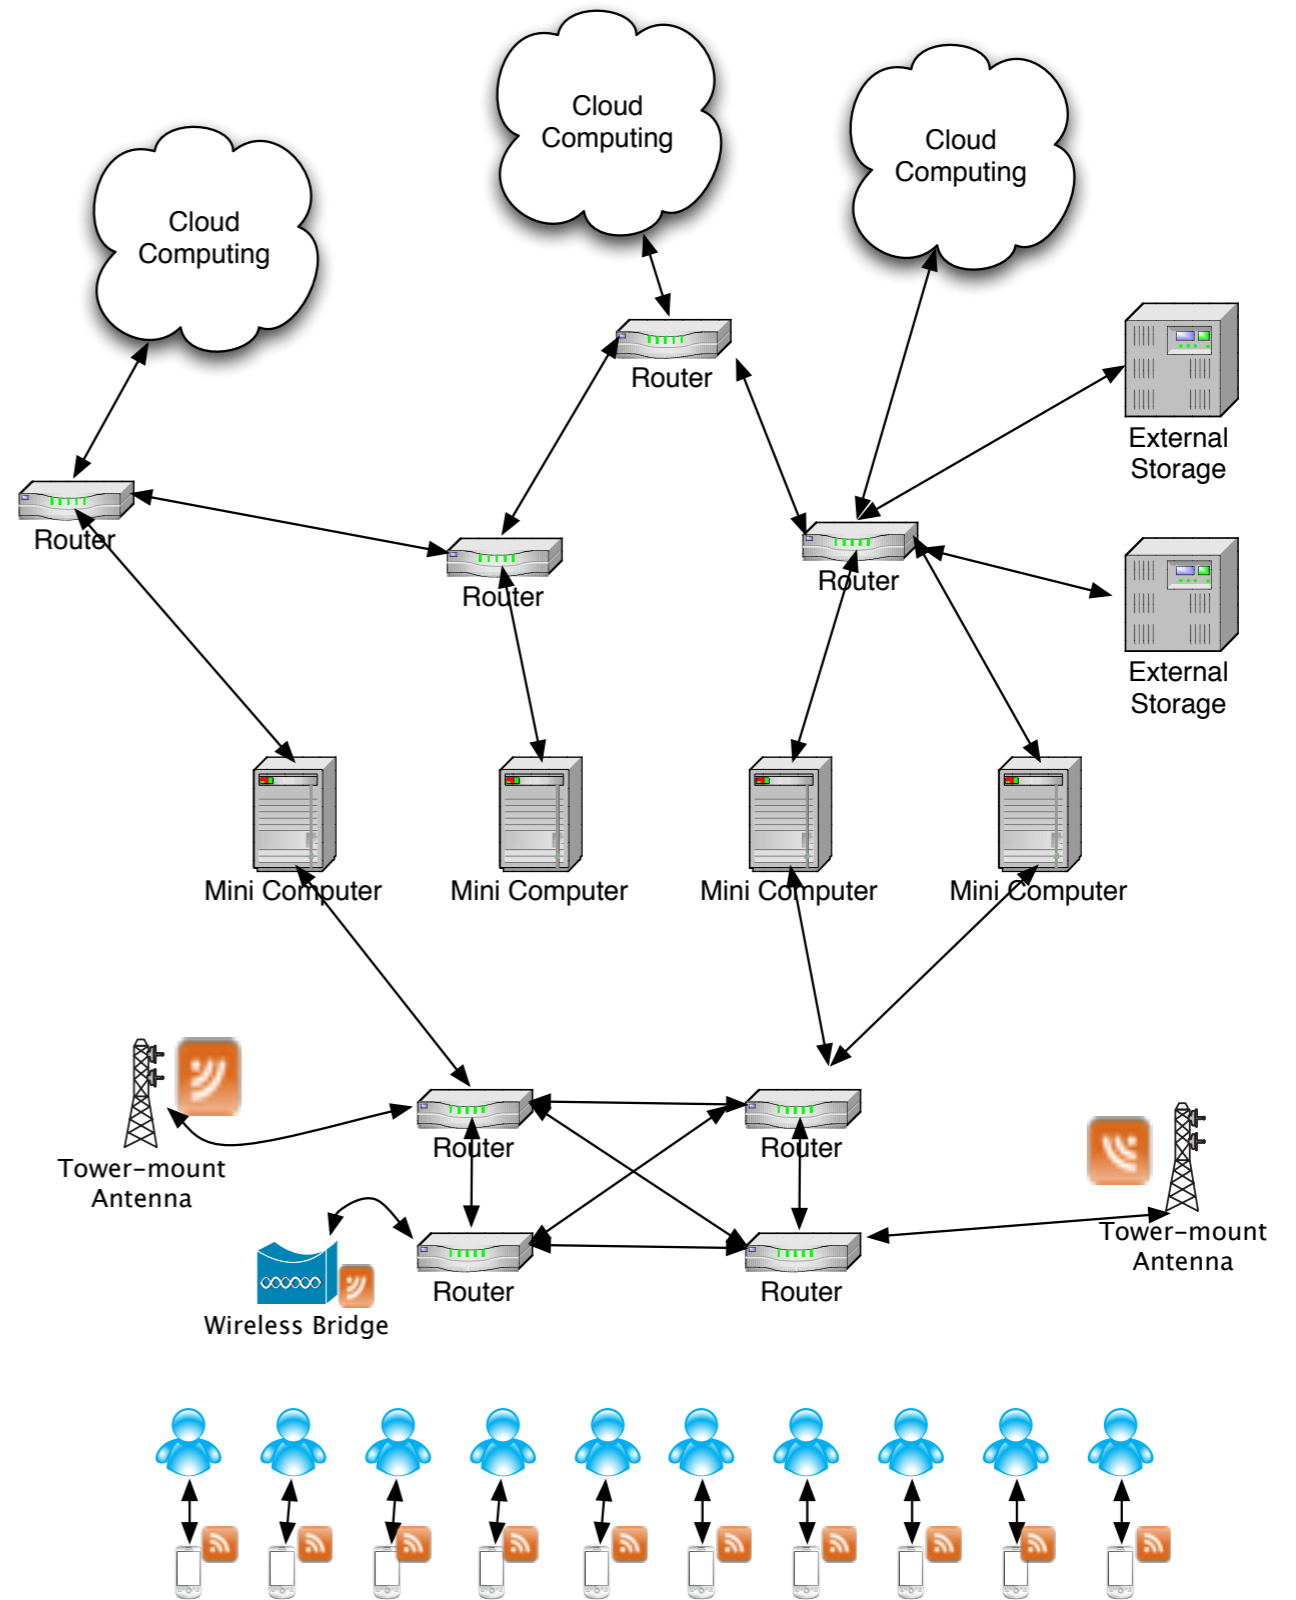 Cloud
Computing
Cloud
Computing
Cloud
Computing
Router
External
Storage
Router
Router
Router
External
Storage
Mini Computer
Mini Computer
Mini Computer
Mini Computer
Router
Router
Tower-mount
Antenna
Tower-mount
Antenna
Router
Router
Wireless Bridge